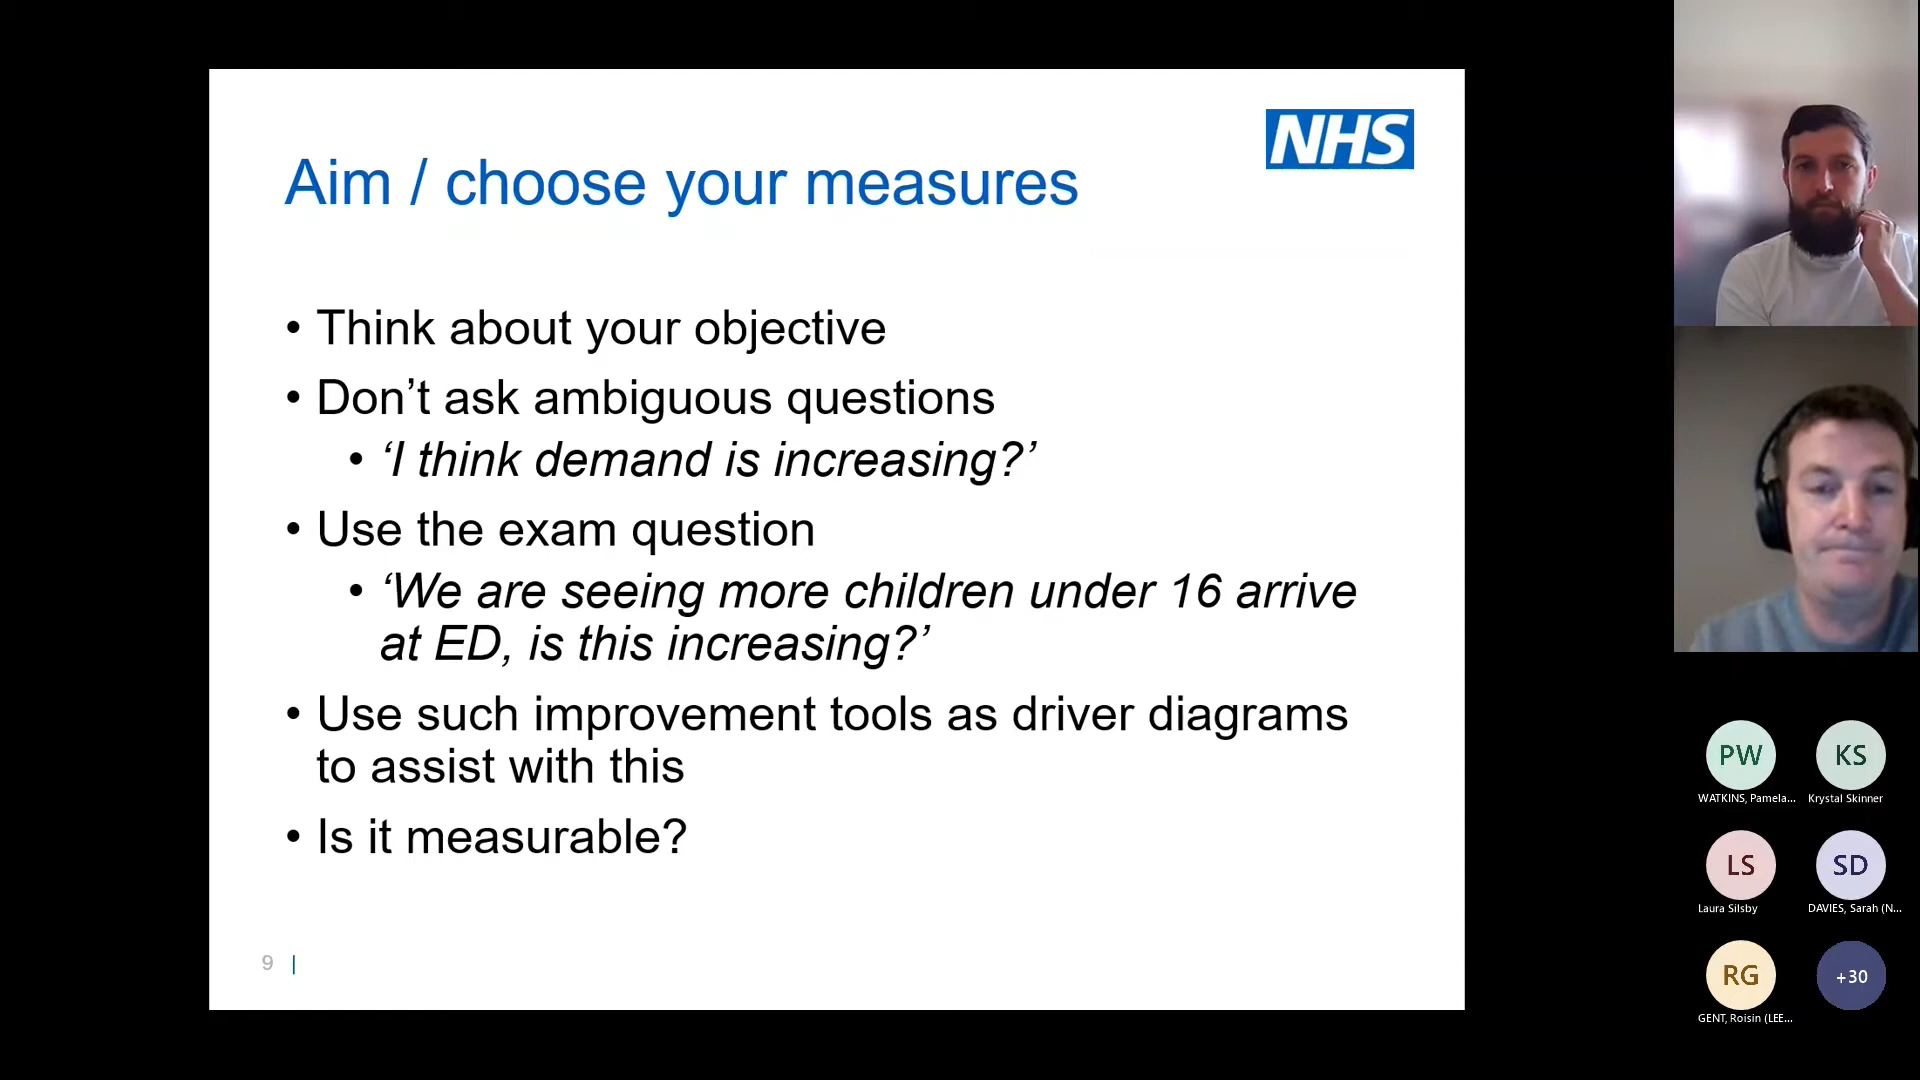 NHS
Aim / choose your measures
• Think about your objective
• Don’t ask ambiguous questions
• ‘I think demand is increasing?’
• Use the exam question
• ‘We are seeing more children under 16 arrive
at ED, is this increasing?’
• Use such improvement tools as driver diagrams
to assist with this
• Is it measurable?
9 |
PW
WATKINS, Pamela...
KS
Krystal Skinner
LS
Laura Silsby
SD
DAVIES, Sarah (N...
RG
GENT, Roisin (LEE...
+30